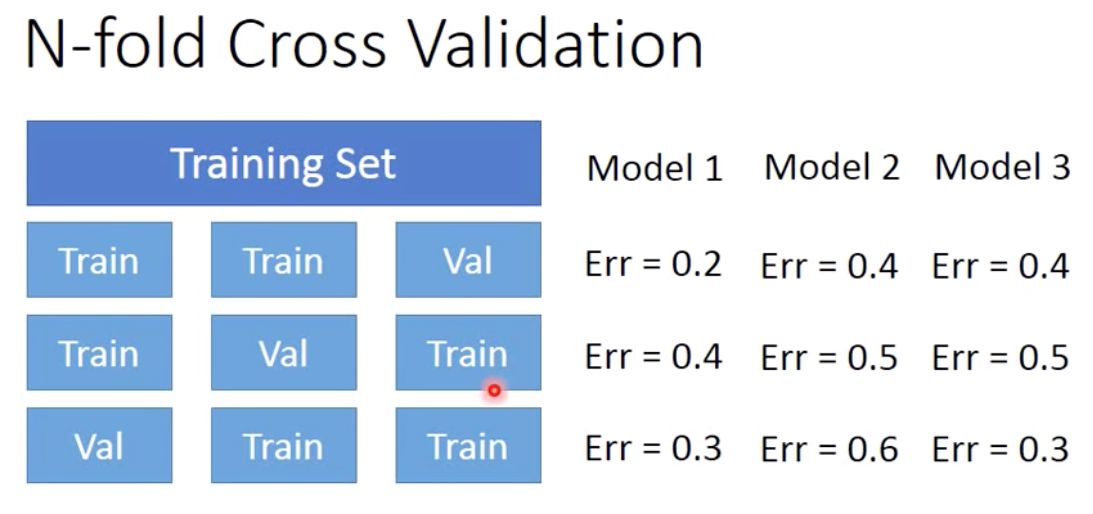 N-fold Cross Validation
Training Set Model 1 Model 2 Model 3
Train Train Val Err = 0.2 Err = 0.4 Err = 0.4
Train Val Train Err = 0.4 Err = 0.5 Err = 0.5
Val Train Train Err = 0.3 Err = 0.6 Err = 0.3